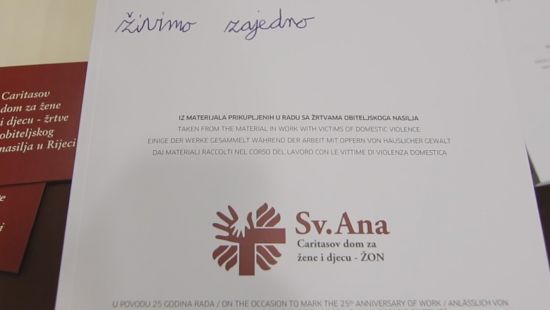 živimo zajedno
IZ MATERIJALA PRIKUPLJENIH U RADU SA ŽRTVAMA OBITELJSKOGA NASILJA
TAKEN FROM THE MATERIAL IN WORK WITH VICTIMS OF DOMESTIC VIOLENCE
EINIGE DER WERKE GESAMMELT WÄHREND DER ARBEIT MIT OPFERN VON HÄUSLICHER GEWALT
DAI MATERIALI RACCOLTI NEL CORSO DEL LAVORO CON LE VITTIME DI VIOLENZA DOMESTICA
Sv. Ana
Caritasov dom za
žene i djecu - ŽON
U POVODU 25 GODINA RADA / ON THE OCCASION TO MARK THE 25th ANNIVERSARY OF WORK / ANLÄSSLICH VON
Caritasov
dom za žene
i djecu - žrtve
obiteljskog
nasilja u Rijeci